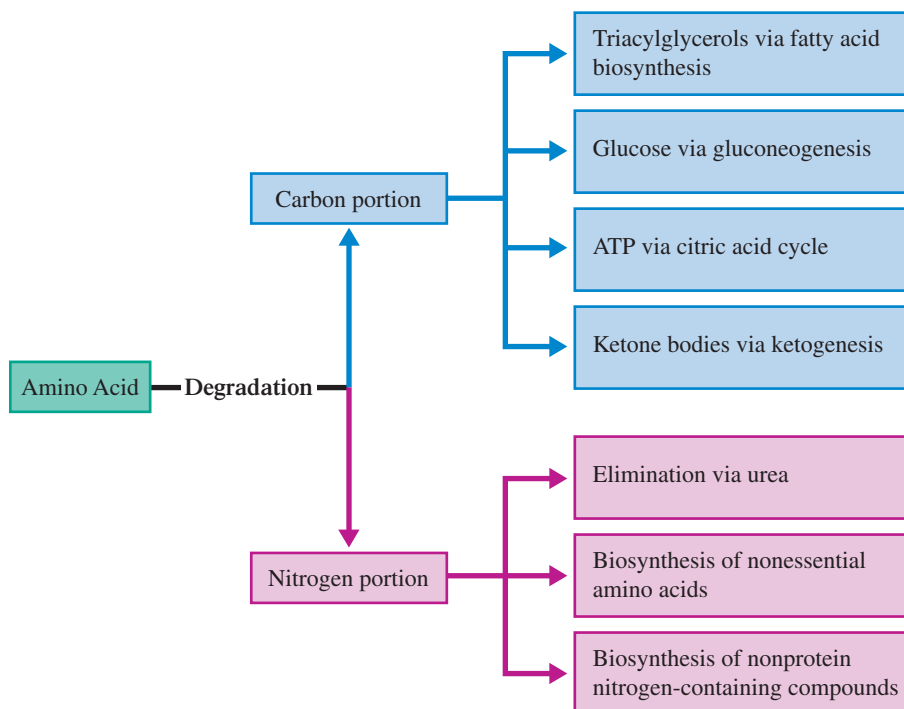 Triacylglycerols via fatty acid
biosynthesis
Glucose via gluconeogenesis
Carbon portion
ATP via citric acid cycle
Ketone bodies via ketogenesis
Amino Acid
Degradation
Elimination via urea
Nitrogen portion
Biosynthesis of nonessential
amino acids
Biosynthesis of nonprotein
nitrogen-containing compounds